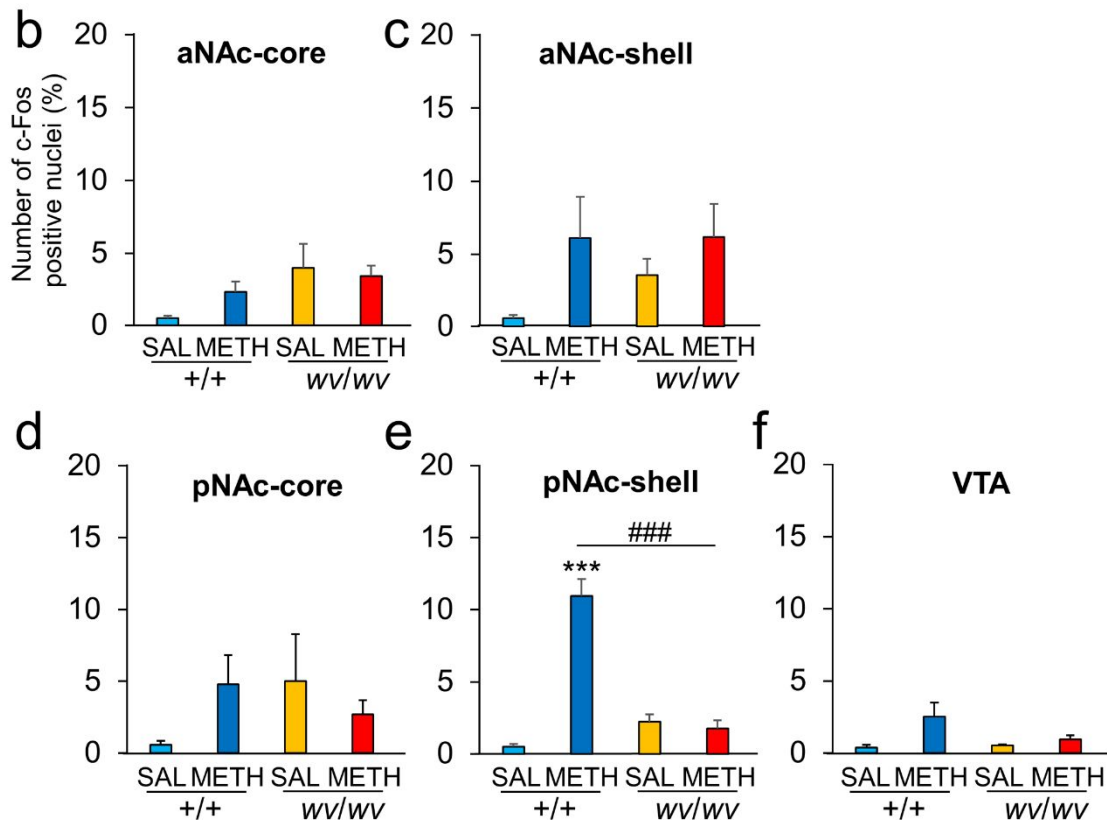 b
20
aNAc-core
15
10
5
0
Number of c-Fos
positive nuclei (%)
SAL METH SAL METH
+/+ wv/wv
c
20
aNAc-shell
15
10
5
0
SAL METH SAL METH
+/+ wv/wv
d
20
pNAc-core
15
10
5
0
SAL METH SAL METH
+/+ wv/wv
e
20
pNAc-shell
15
###
***
10
5
0
SAL METH SAL METH
+/+ wv/wv
f
20
VTA
15
10
5
0
SAL METH SAL METH
+/+ wv/wv